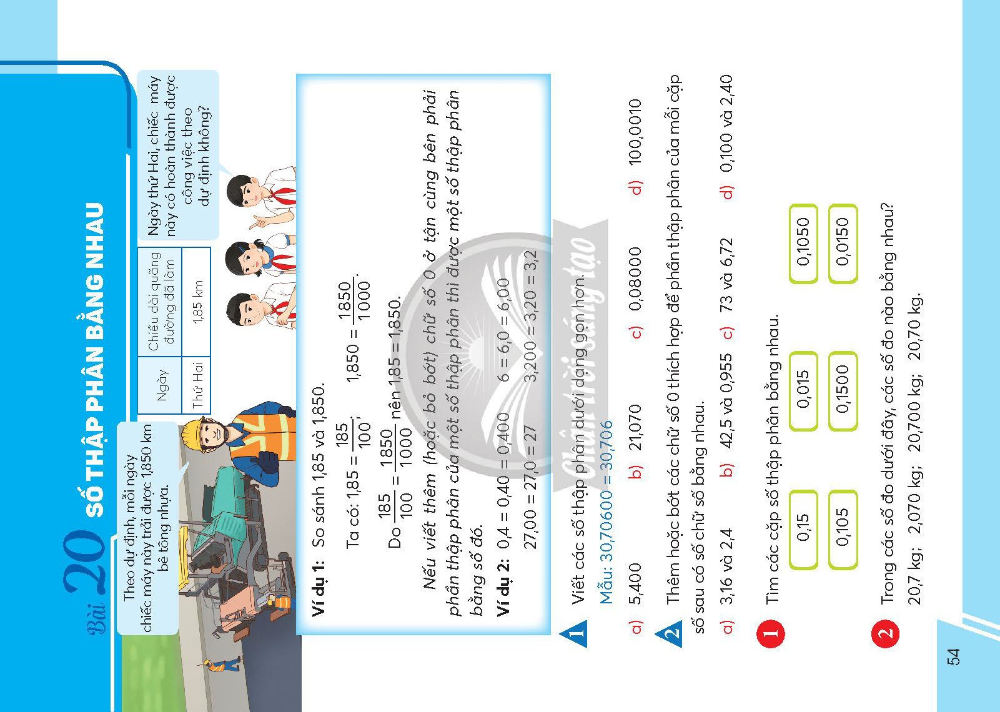 Bài 20 SỐ THẬP PHÂN BẰNG NHAU
Theo dự định, mỗi ngày
chiếc máy này trải được 1,850 km
bê tông nhựa.
Ngày
Chiều dài quãng
đường đã làm
Thứ Hai
1,85 km
Ngày thứ Hai, chiếc máy
này có hoàn thành được
công việc theo
dự định không?
Ví dụ 1: So sánh 1,85 và 1,850.
Ta có: 1,85 = 185/100; 1,850 = 1850/1000.
Do 185/100 = 1850/1000 nên 1,85 = 1,850.
Nếu viết thêm (hoặc bỏ bớt) chữ số 0 ở tận cùng bên phải
phần thập phân của một số thập phân thì được một số thập phân
bằng số đó.
Ví dụ 2: 0,4 = 0,40 = 0,400 6 = 6,0 = 6,00
27,00 = 27,0 = 27 3,200 = 3,20 = 3,2
1 Viết các số thập phân dưới dạng gọn hơn.
Mẫu: 30,70600 = 30,706
a) 5,400 b) 21,070 c) 0,08000 d) 100,0010
2 Thêm hoặc bớt các chữ số 0 thích hợp để phần thập phân của mỗi cặp
số sau có số chữ số bằng nhau.
a) 3,16 và 2,4 b) 42,5 và 0,955 c) 73 và 6,72 d) 0,100 và 2,40
1 Tìm các cặp số thập phân bằng nhau.
0,15 0,015 0,1050
0,105 0,1500 0,0150
2 Trong các số đo dưới đây, các số đo nào bằng nhau?
20,7 kg; 2,070 kg; 20,700 kg; 20,70 kg.
54
Chân trời sáng tạo